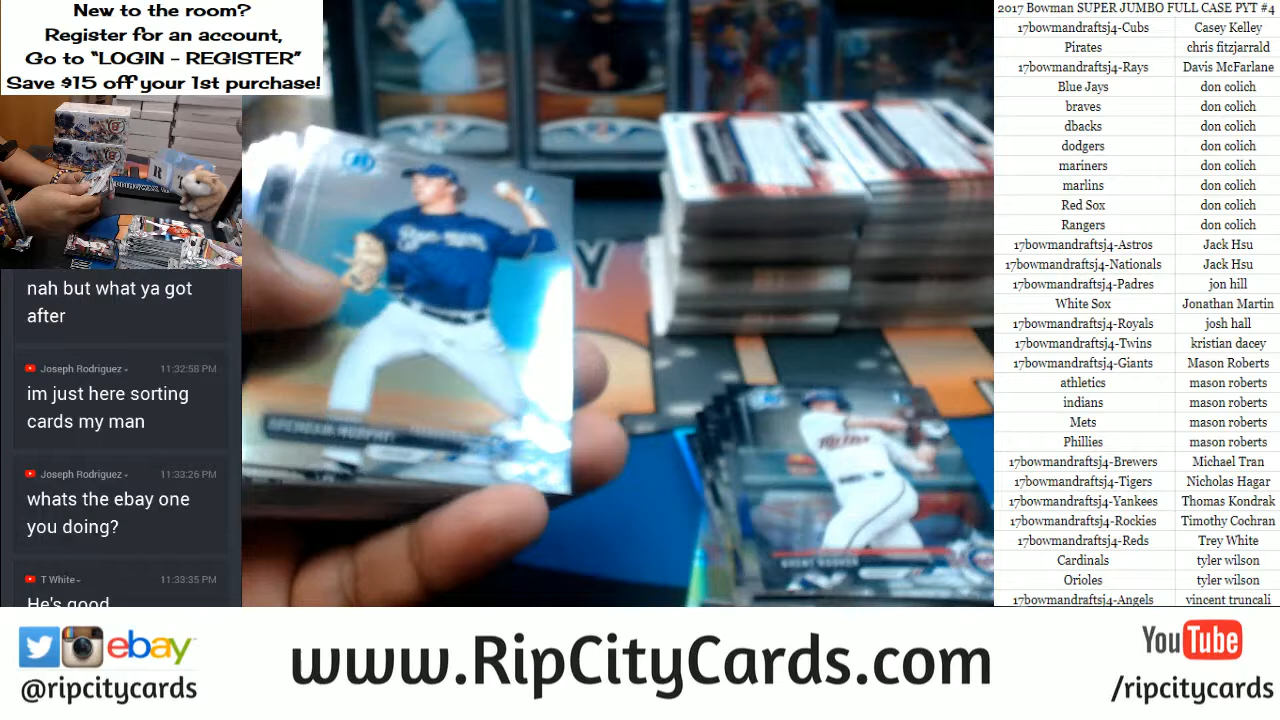 New to the room?
Register for an account,
Go to “LOGIN - REGISTER”
Save $15 off your 1st purchase!
nah but what ya got
after
Joseph Rodriguez
11:32:58 PM
im just here sorting
cards my man
Joseph Rodriguez
11:33:26 PM
whats the ebay one
you doing?
T White
11:33:35 PM
He's good
2017 Bowman SUPER JUMBO FULL CASE PYT #4
17bowmandraftsj4-Cubs Casey Kelley
Pirates chris fitzjarrald
17bowmandraftsj4-Rays Davis McFarlane
Blue Jays don colich
braves don colich
dbacks don colich
dodgers don colich
mariners don colich
marlins don colich
Red Sox don colich
Rangers don colich
17bowmandraftsj4-Astros Jack Hsu
17bowmandraftsj4-Nationals Jack Hsu
17bowmandraftsj4-Padres jon hill
White Sox Jonathan Martin
17bowmandraftsj4-Royals josh hall
17bowmandraftsj4-Twins kristian dacey
17bowmandraftsj4-Giants Mason Roberts
athletics mason roberts
indians mason roberts
Mets mason roberts
Phillies mason roberts
17bowmandraftsj4-Brewers Michael Tran
17bowmandraftsj4-Tigers Nicholas Hagar
17bowmandraftsj4-Yankees Thomas Kondrak
17bowmandraftsj4-Rockies Timothy Cochran
17bowmandraftsj4-Reds Trey White
Cardinals tyler wilson
Orioles tyler wilson
17bowmandraftsj4-Angels vincent truncali
ebay
@ripcitycards
www.RipCityCards.com
YouTube
/ripcitycards